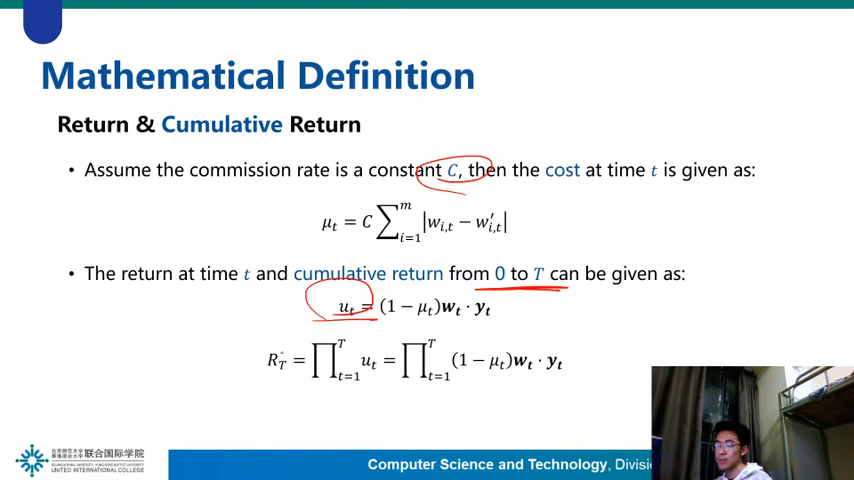 Mathematical Definition
Return & Cumulative Return
• Assume the commission rate is a constant C, then the cost at time t is given as:
μ_t = C ∑_{i=1}^{m} |w_{i,t} − w'_{i,t}|
• The return at time t and cumulative return from 0 to T can be given as:
u_t = (1 − μ_t)w_t · y_t
R_T^ = ∏_{t=1}^{T} u_t = ∏_{t=1}^{T} (1 − μ_t)w_t · y_t
北京师范大学
香港浸会大学 联合国际学院
UNITED INTERNATIONAL COLLEGE
Computer Science and Technology, Divisi